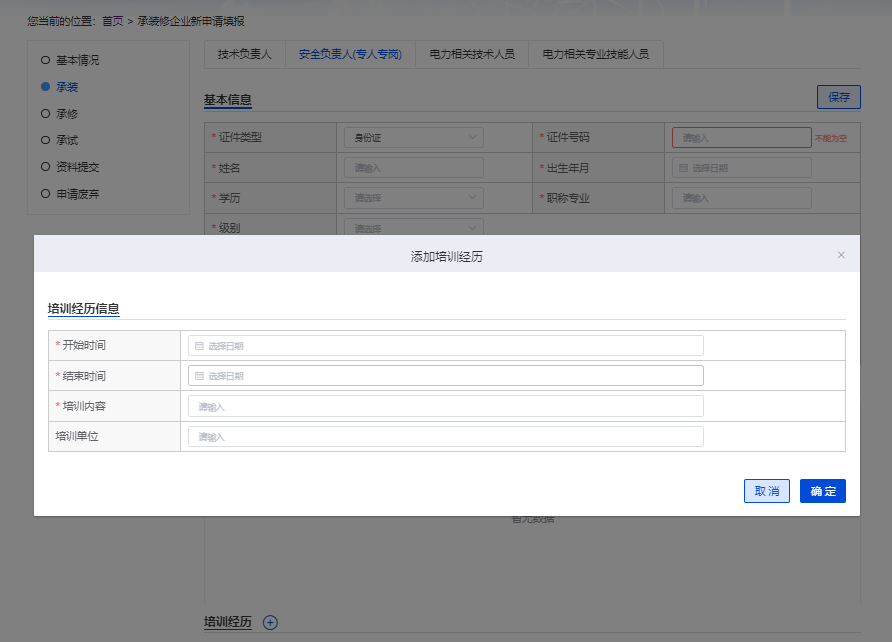 您当前的位置: 首页 > 承装修企业新申请填报
基本情况
承装
承修
承试
资料提交
申请废弃
技术负责人 安全负责人(专人专岗) 电力相关技术人员 电力相关专业技能人员
基本信息 保存
* 证件类型 身份证 * 证件号码 请输入 不能为空
* 姓名 请输入 * 出生年月 选择日期
* 学历 请选择 * 职称专业 请输入
* 级别 请选择
添加培训经历 ×
培训经历信息
* 开始时间 选择日期
* 结束时间 选择日期
* 培训内容 请输入
培训单位 请输入
取消 确定
暂无数据
培训经历